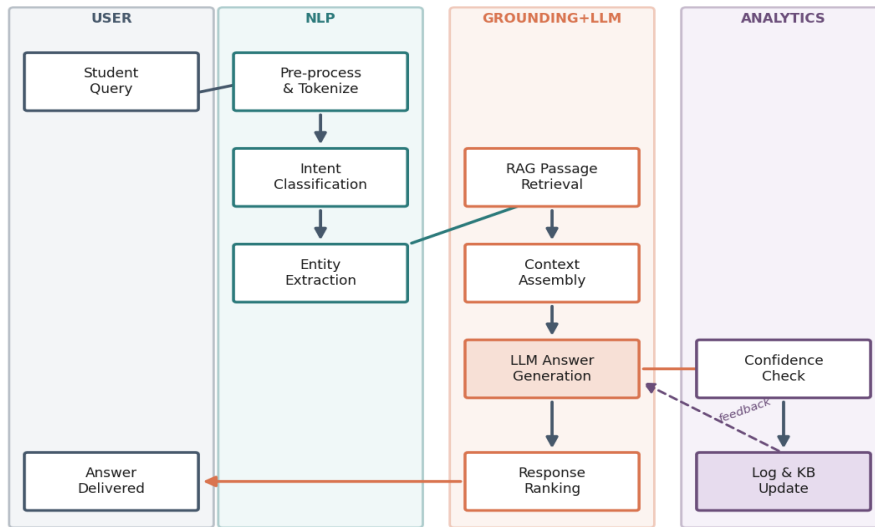 USER
NLP
GROUNDING+LLM
ANALYTICS
Student
Query
Pre-process
& Tokenize
Intent
Classification
RAG Passage
Retrieval
Entity
Extraction
Context
Assembly
LLM Answer
Generation
Confidence
Check
feedback
Answer
Delivered
Response
Ranking
Log & KB
Update